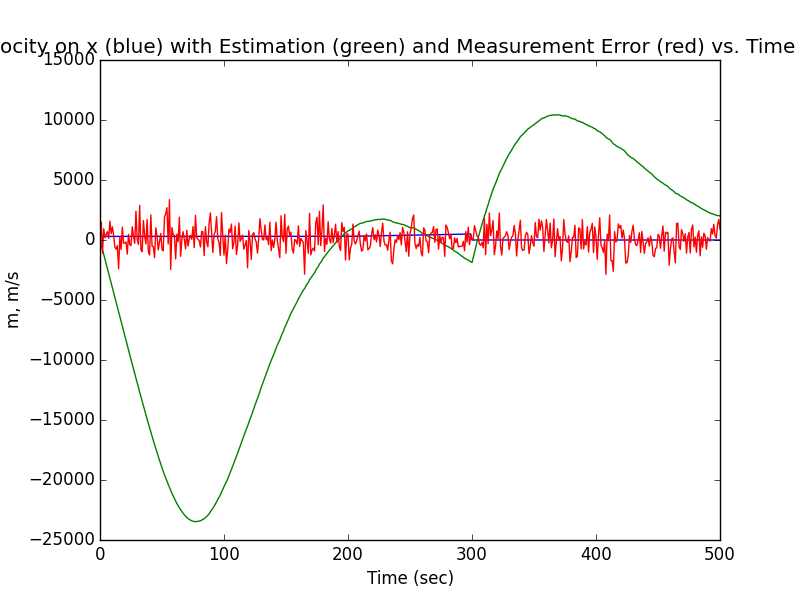 ocity on x (blue) with Estimation (green) and Measurement Error (red) vs. Time
15000
10000
5000
0
−5000
−10000
−15000
−20000
−25000
m, m/s
0 100 200 300 400 500
Time (sec)